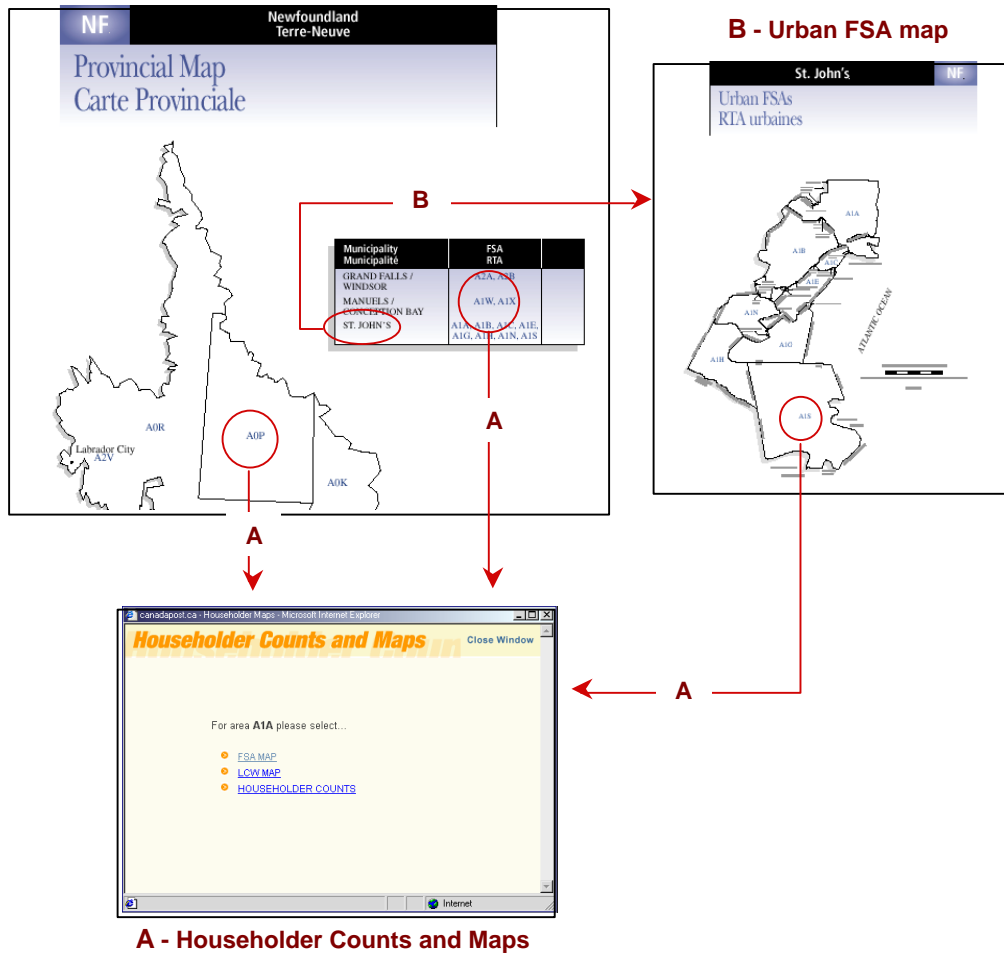 NF
Newfoundland
Terre-Neuve
Provincial Map
Carte Provinciale
B - Urban FSA map
St. John's
NF
Urban FSAs
RTA urbaines
B
Municipality
Municipalité
FSA
RTA
GRAND FALLS /
WINDSOR
A2A, A2B
MANUELS /
CONCEPTION BAY
A1W, A1X
ST. JOHN'S
A1A, A1B, A1C, A1E,
A1G, A1H, A1N, A1S
A1A
A1B
A1C
A1E
A1N
A1G
A1H
A1S
ATLANTIC OCEAN
A0R
A0P
Labrador City
A2V
A0K
A
A
A
canadapost.ca - Householder Maps - Microsoft Internet Explorer
Householder Counts and Maps
Close Window
For area A1A please select...
FSA MAP
LCW MAP
HOUSEHOLDER COUNTS
Internet
A - Householder Counts and Maps